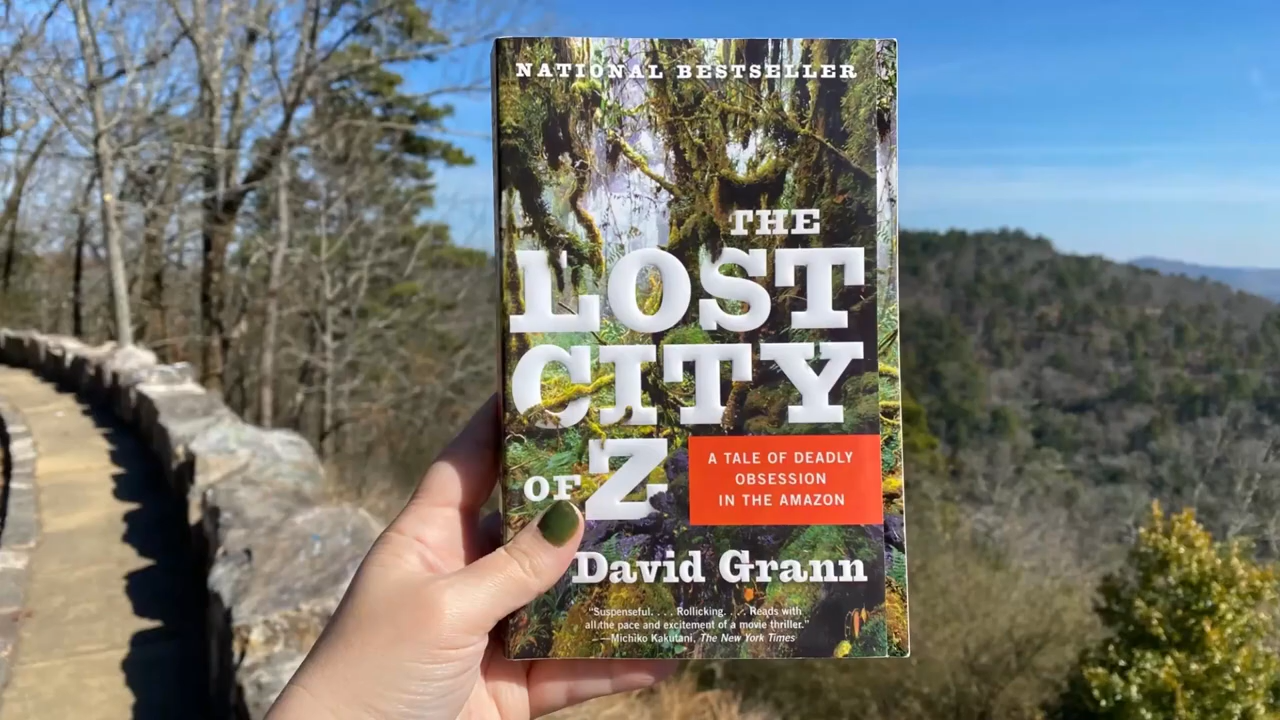 NATIONAL BESTSELLER
THE
LOST
CITY
OF Z
A TALE OF DEADLY
OBSESSION
IN THE AMAZON
David Grann
"Suspenseful. . . . Rollicking. . . . Reads with
all the pace and excitement of a movie thriller."
—Michiko Kakutani, The New York Times